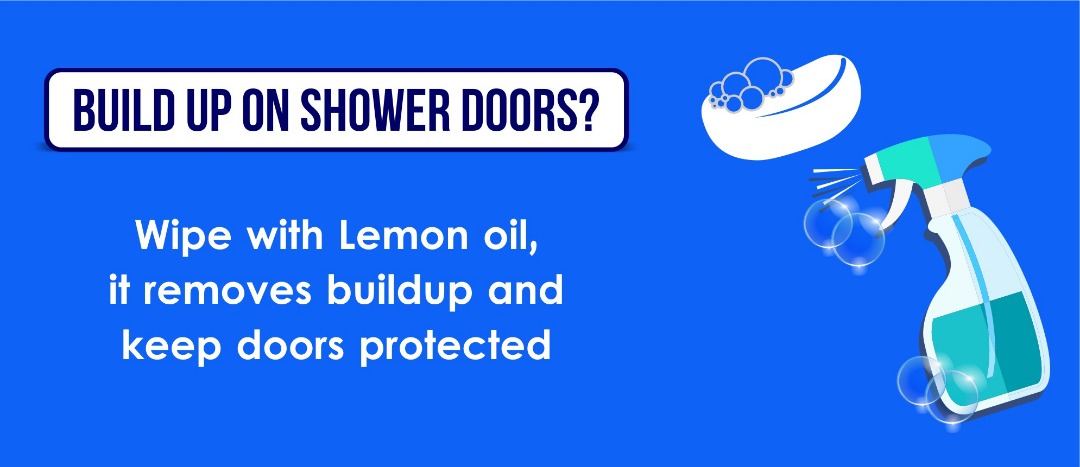 BUILD UP ON SHOWER DOORS?
Wipe with Lemon oil,
it removes buildup and
keep doors protected